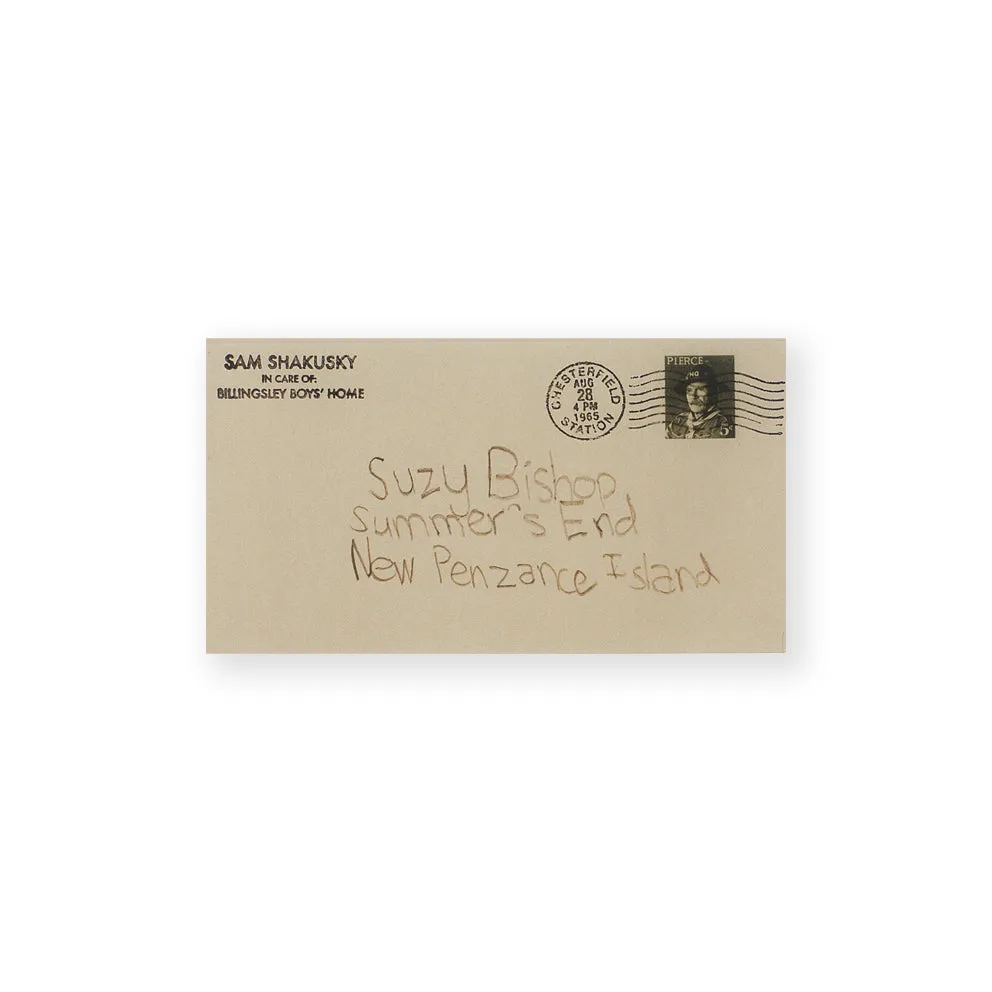 SAM SHAKUSKY
IN CARE OF:
BILLINGSLEY BOYS' HOME
CHESTERFIELD
AUG
28
4 PM
1965
STATION
PIERCE
5¢
Suzy Bishop
Summer's End
New Penzance Island